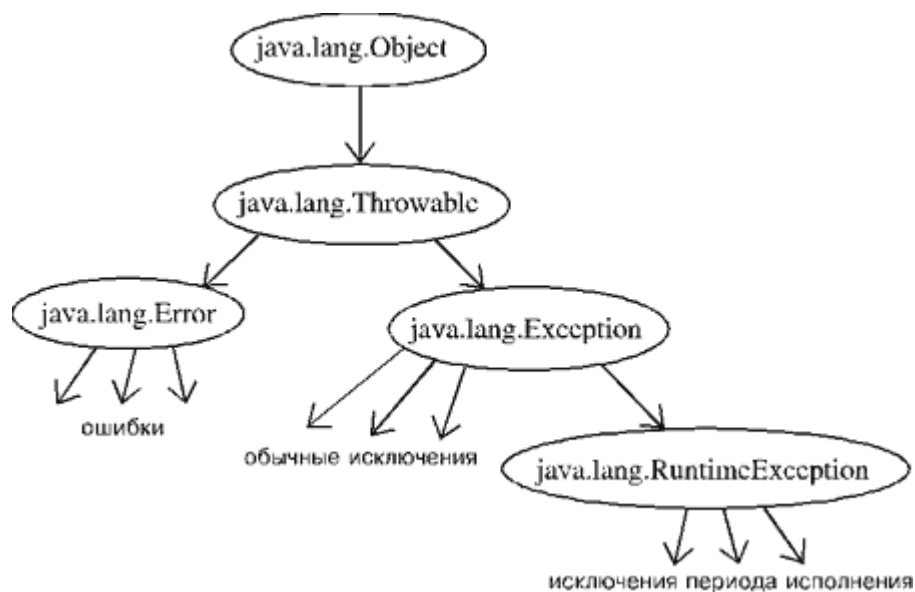 java.lang.Object
java.lang.Throwable
java.lang.Error
java.lang.Exception
ошибки
обычные исключения
java.lang.RuntimeException
исключения периода исполнения